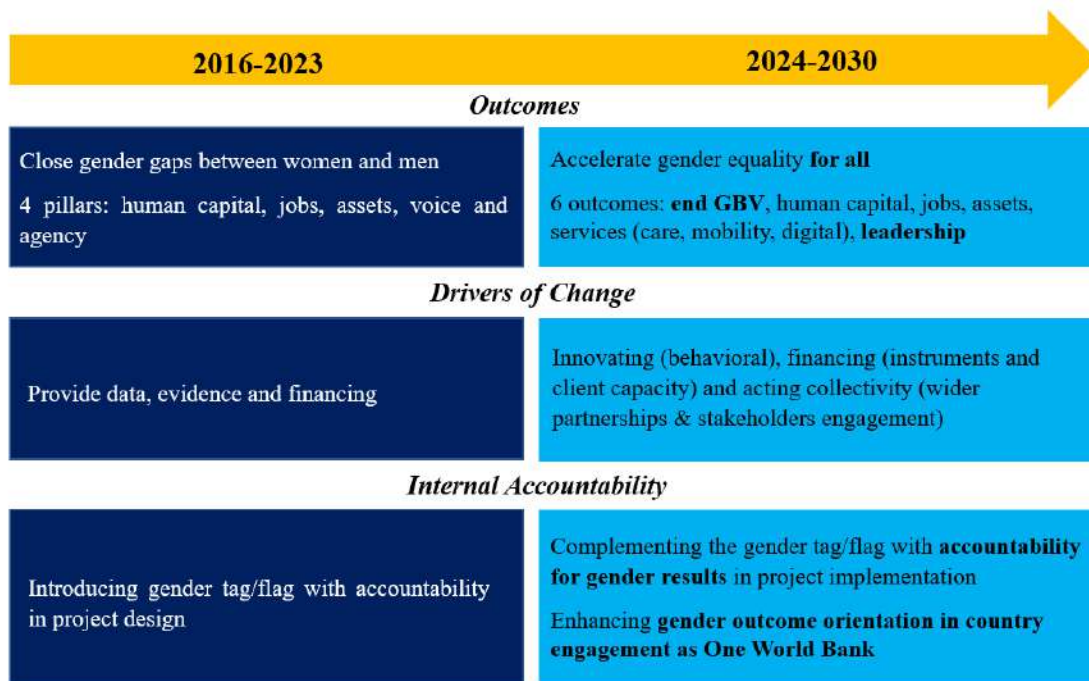 2016-2023
2024-2030
Outcomes
Close gender gaps between women and men
4 pillars: human capital, jobs, assets, voice and
agency
Accelerate gender equality for all
6 outcomes: end GBV, human capital, jobs, assets,
services (care, mobility, digital), leadership
Drivers of Change
Provide data, evidence and financing
Innovating (behavioral), financing (instruments and
client capacity) and acting collectivity (wider
partnerships & stakeholders engagement)
Internal Accountability
Introducing gender tag/flag with accountability
in project design
Complementing the gender tag/flag with accountability
for gender results in project implementation
Enhancing gender outcome orientation in country
engagement as One World Bank